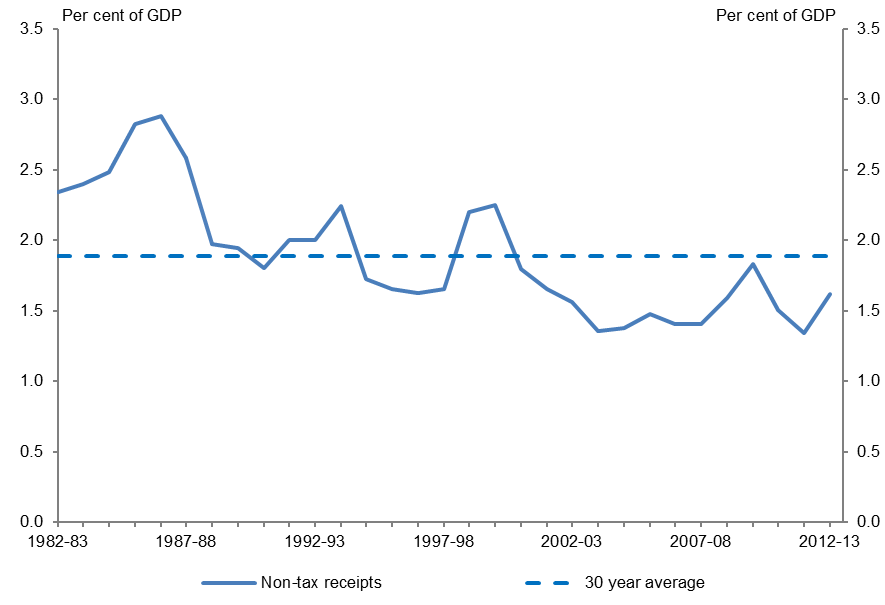 Per cent of GDP Per cent of GDP
3.5 3.5
3.0 3.0
2.5 2.5
2.0 2.0
1.5 1.5
1.0 1.0
0.5 0.5
0.0 0.0
1982-83 1987-88 1992-93 1997-98 2002-03 2007-08 2012-13
Non-tax receipts 30 year average